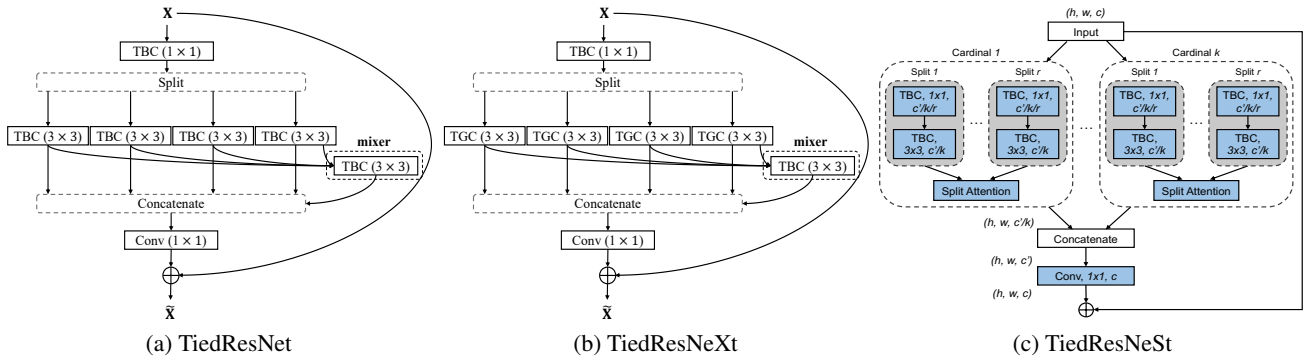 X
TBC (1 × 1)
Split
TBC (3 × 3) TBC (3 × 3) TBC (3 × 3) TBC (3 × 3)
mixer
TBC (3 × 3)
Concatenate
Conv (1 × 1)
X̃
(a) TiedResNet
X
TBC (1 × 1)
Split
TGC (3 × 3) TGC (3 × 3) TGC (3 × 3) TGC (3 × 3)
mixer
TBC (3 × 3)
Concatenate
Conv (1 × 1)
X̃
(b) TiedResNeXt
(h, w, c)
Input
Cardinal 1 Cardinal k
Split 1 Split r Split 1 Split r
TBC, 1x1, TBC, 1x1, TBC, 1x1, TBC, 1x1,
c'/k/r c'/k/r c'/k/r c'/k/r
... ... ...
TBC, TBC, TBC, TBC,
3x3, c'/k 3x3, c'/k 3x3, c'/k 3x3, c'/k
Split Attention Split Attention
(h, w, c'/k)
Concatenate
(h, w, c')
Conv, 1x1, c
(h, w, c)
(c) TiedResNeSt